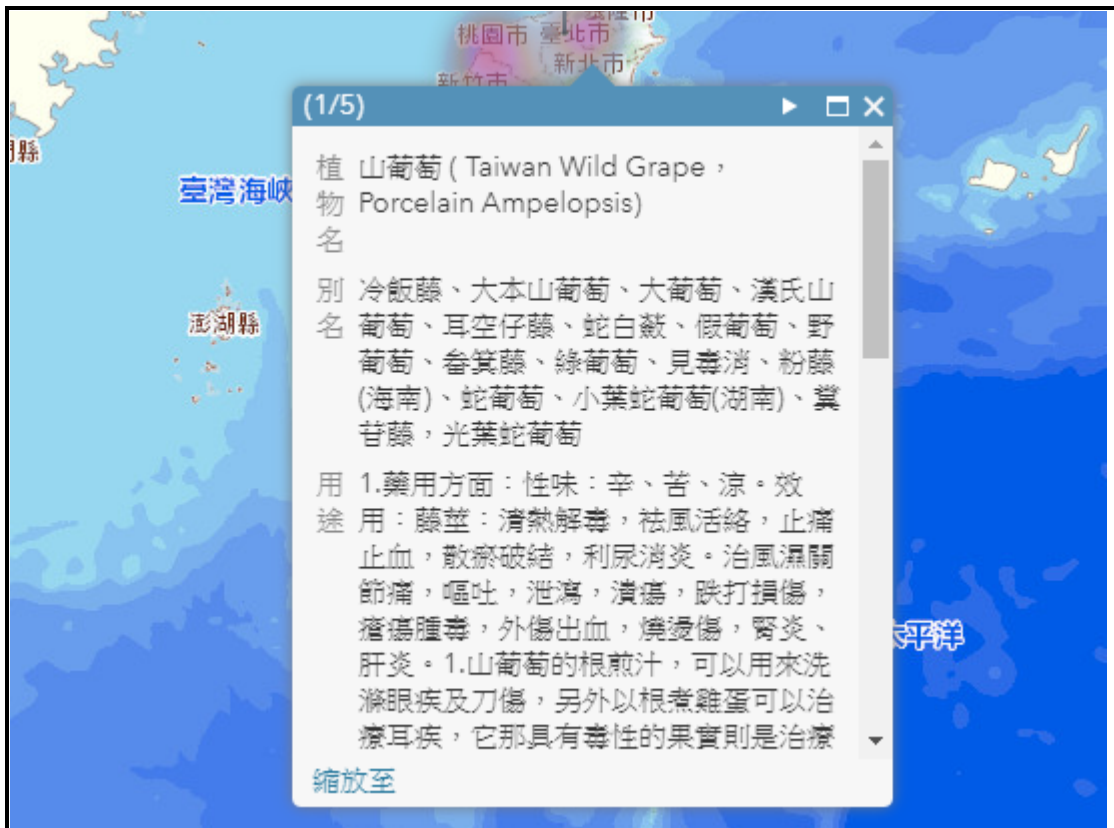 桃園市 臺北市
新北市
新竹市
縣
臺灣海峽
澎湖縣
平洋
(1/5)
植物名 山葡萄 ( Taiwan Wild Grape，
Porcelain Ampelopsis)
別名 冷飯藤、大本山葡萄、大葡萄、漢氏山
葡萄、耳空仔藤、蛇白蘞、假葡萄、野
葡萄、畚箕藤、綠葡萄、見毒消、粉藤
(海南)、蛇葡萄、小葉蛇葡萄(湖南)、糞
藤，光葉蛇葡萄
用途 1.藥用方面：性味：辛、苦、涼。效
用：藤莖：清熱解毒，祛風活絡，止痛
止血，散瘀破結，利尿消炎。治風濕關
節痛，嘔吐，泄瀉，潰瘍，跌打損傷，
瘡瘍腫毒，外傷出血，燒燙傷，腎炎、
肝炎。1.山葡萄的根煎汁，可以用來洗
滌眼疾及刀傷，另外以根煮雞蛋可以治
療耳疾，它那具有毒性的果實則是治療
缩放至